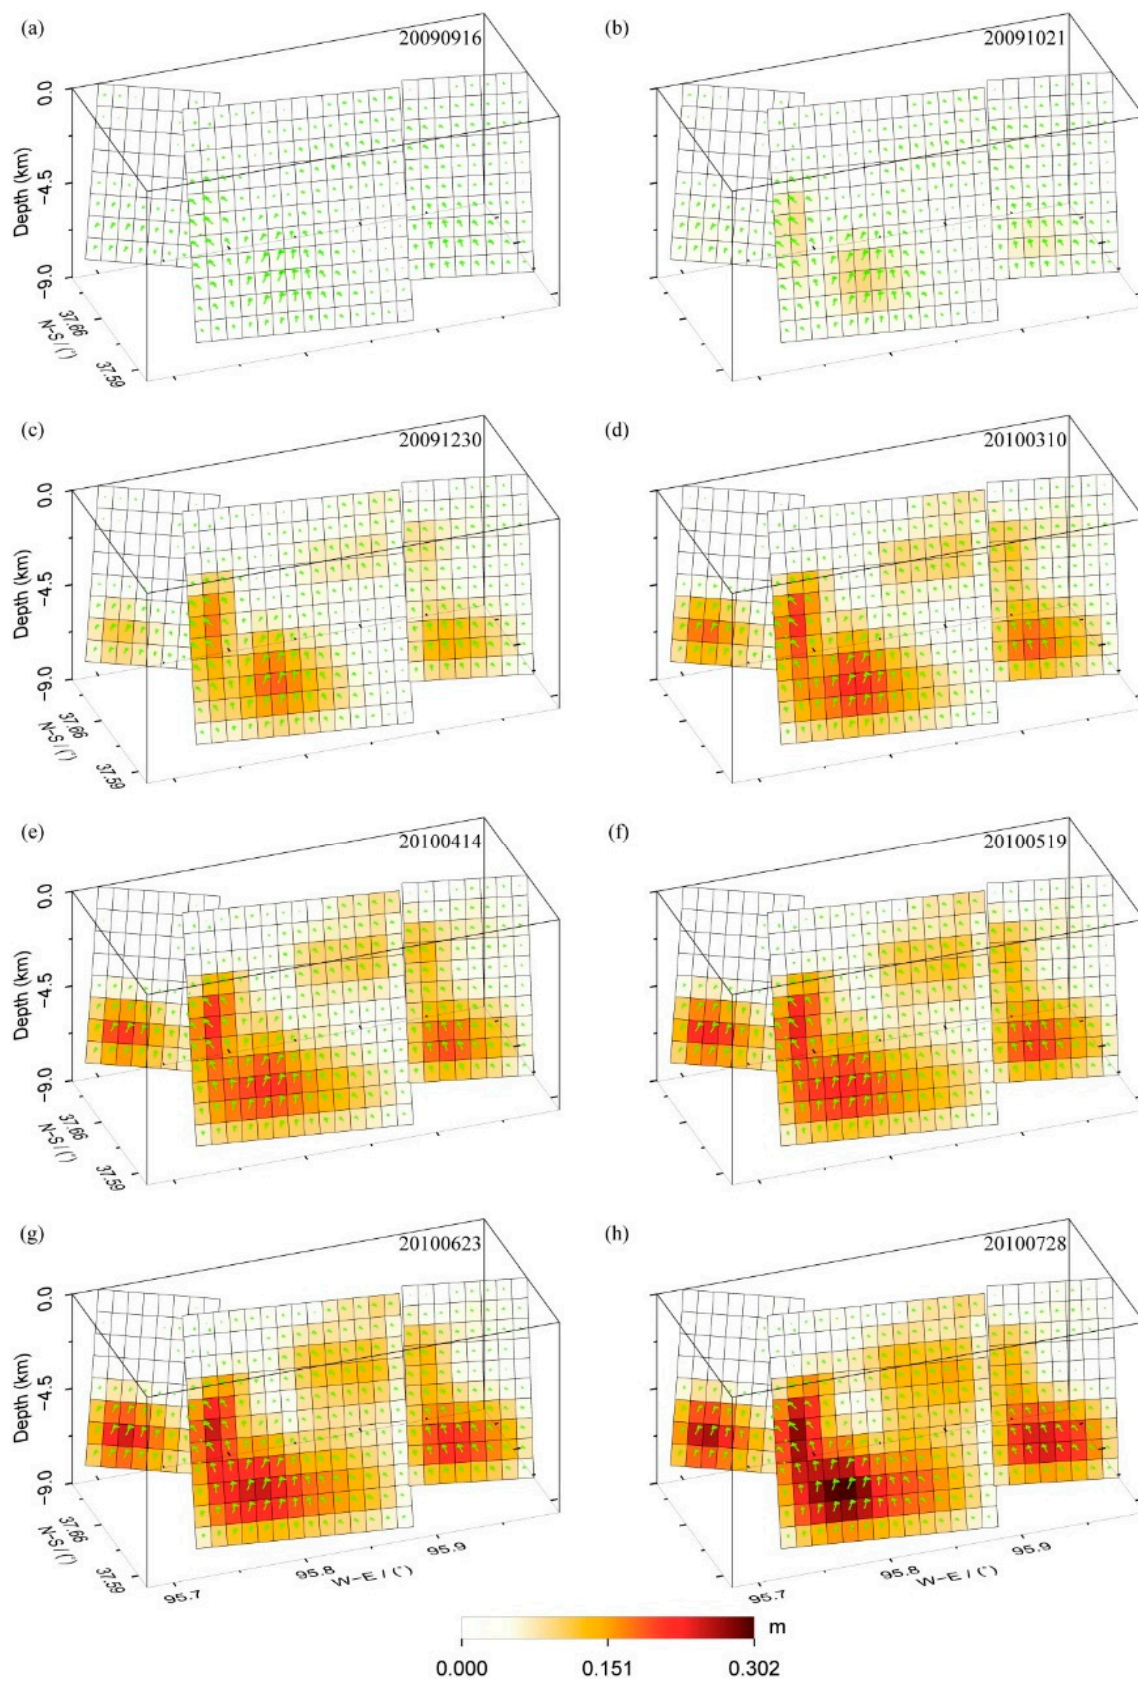 (a) 20090916 (b) 20091021
0.0
Depth (km)
-4.5
-9.0
37.66
N-S / (°)
37.59
(c) 20091230 (d) 20100310
0.0
Depth (km)
-4.5
-9.0
37.66
N-S / (°)
37.59
(e) 20100414 (f) 20100519
0.0
Depth (km)
-4.5
-9.0
37.66
N-S / (°)
37.59
(g) 20100623 (h) 20100728
0.0
Depth (km)
-4.5
-9.0
37.66
N-S / (°)
37.59
95.7 95.8 95.9 95.7 95.8 95.9
W-E / (°) W-E / (°)
m
0.000 0.151 0.302